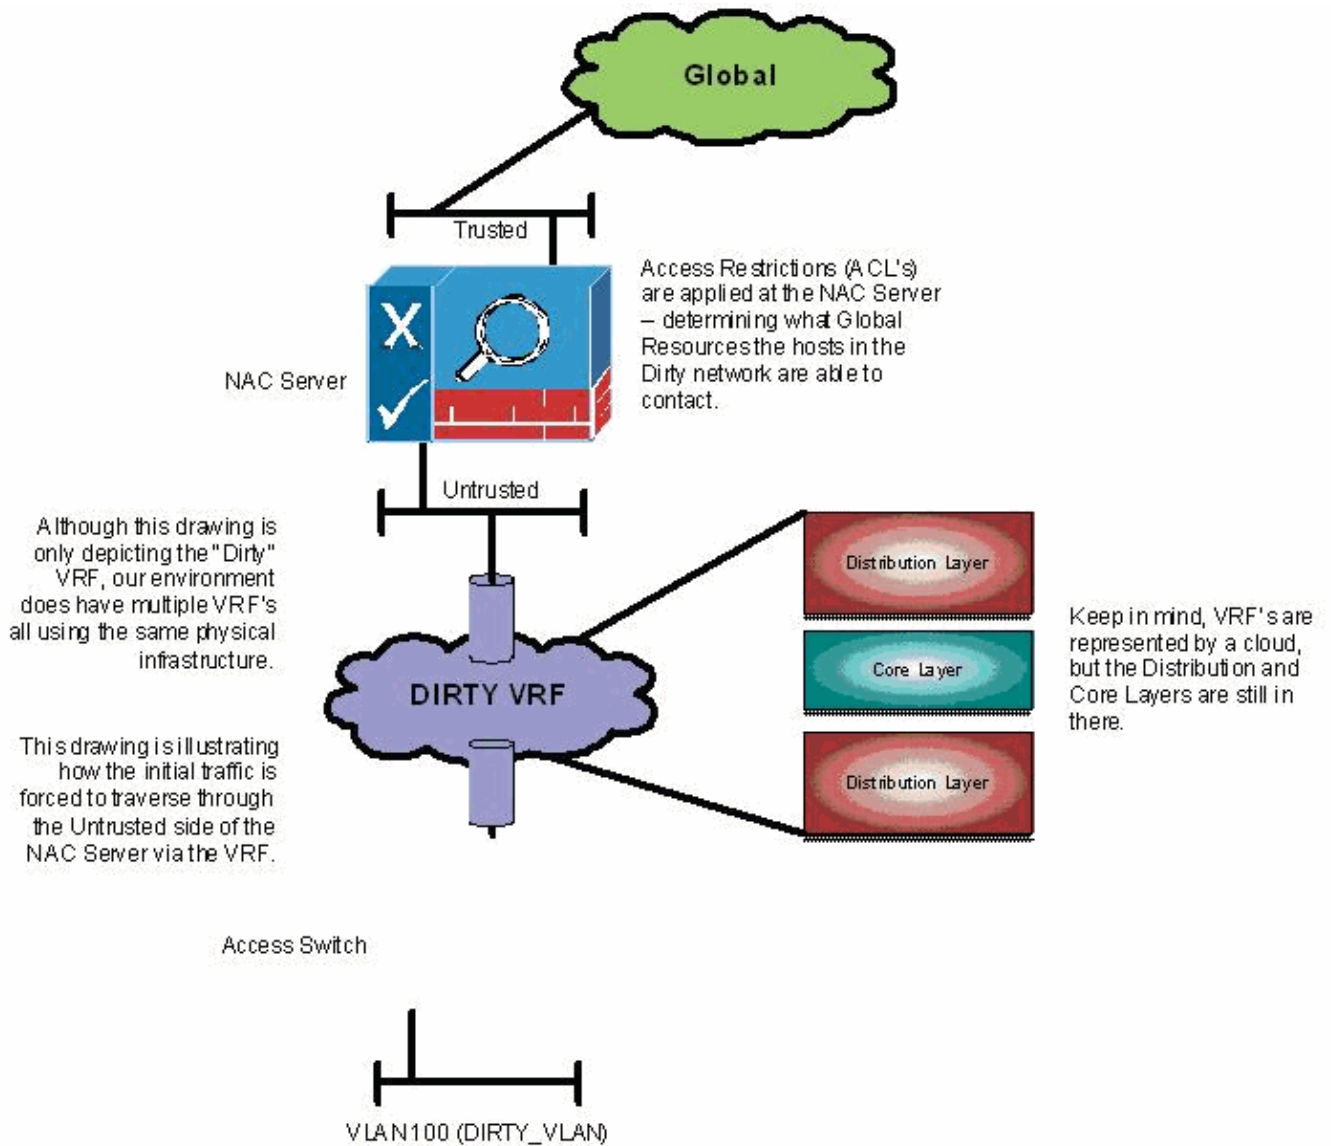 Global
Trusted
Access Restrictions (ACL's)
are applied at the NAC Server
– determining what Global
Resources the hosts in the
Dirty network are able to
contact.
NAC Server
Untrusted
Although this drawing is
only depicting the "Dirty"
VRF, our environment
does have multiple VRF's
all using the same physical
infrastructure.
Distribution Layer
Core Layer
Distribution Layer
Keep in mind, VRF's are
represented by a cloud,
but the Distribution and
Core Layers are still in
there.
DIRTY VRF
This drawing is illustrating
how the initial traffic is
forced to traverse through
the Untrusted side of the
NAC Server via the VRF.
Access Switch
VLAN100 (DIRTY_VLAN)